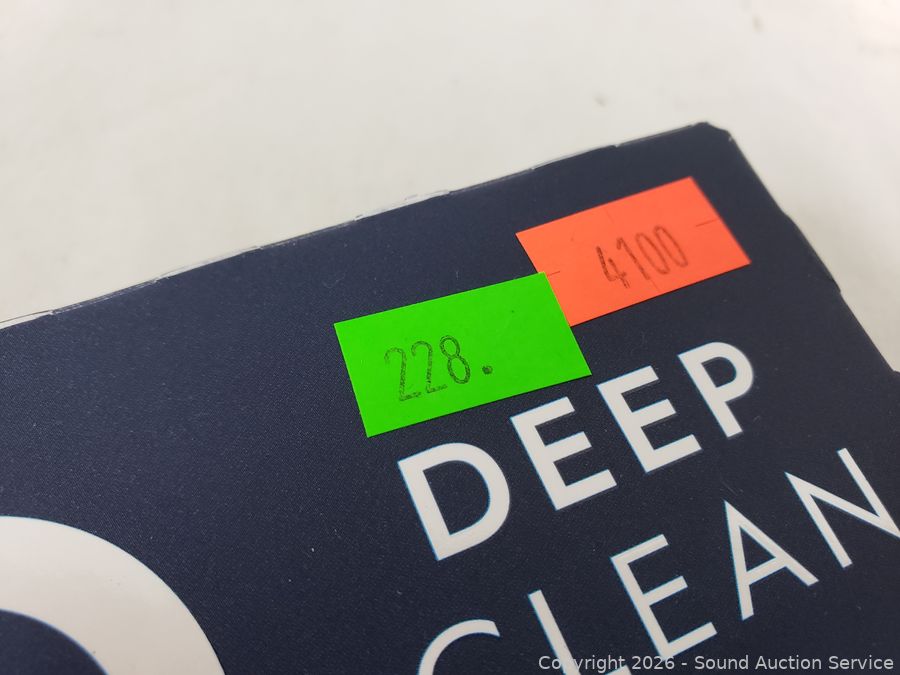 4100
228.
DEEP
CLEAN
Copyright 2026 - Sound Auction Service